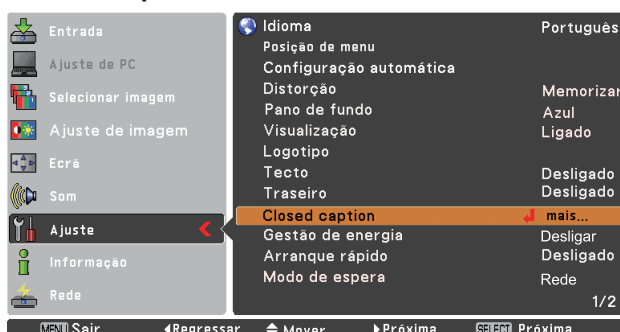 Entrada
Ajuste de PC
Selecionar imagem
Ajuste de imagem
Ecrã
Som
Ajuste
Informação
Rede
Idioma Português
Posição de menu
Configuração automática
Distorção Memorizar
Pano de fundo Azul
Visualização Ligado
Logotipo
Tecto Desligado
Traseiro Desligado
Closed caption mais...
Gestão de energia Desligar
Arranque rápido Desligado
Modo de espera Rede
1/2
MENU Sair Regressar Mover Próxima SELECT Próxima